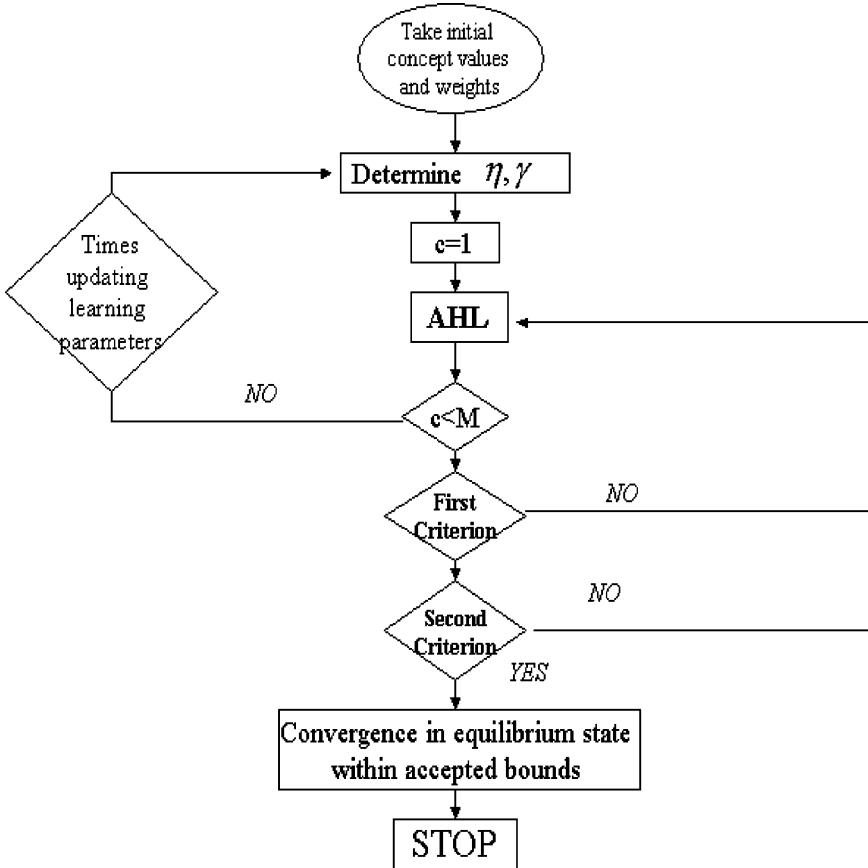 Take initial
concept values
and weights
Determine η, γ
c=1
Times
updating
learning
parameters
AHL
NO
c<M
First
Criterion
NO
Second
Criterion
NO
YES
Convergence in equilibrium state
within accepted bounds
STOP